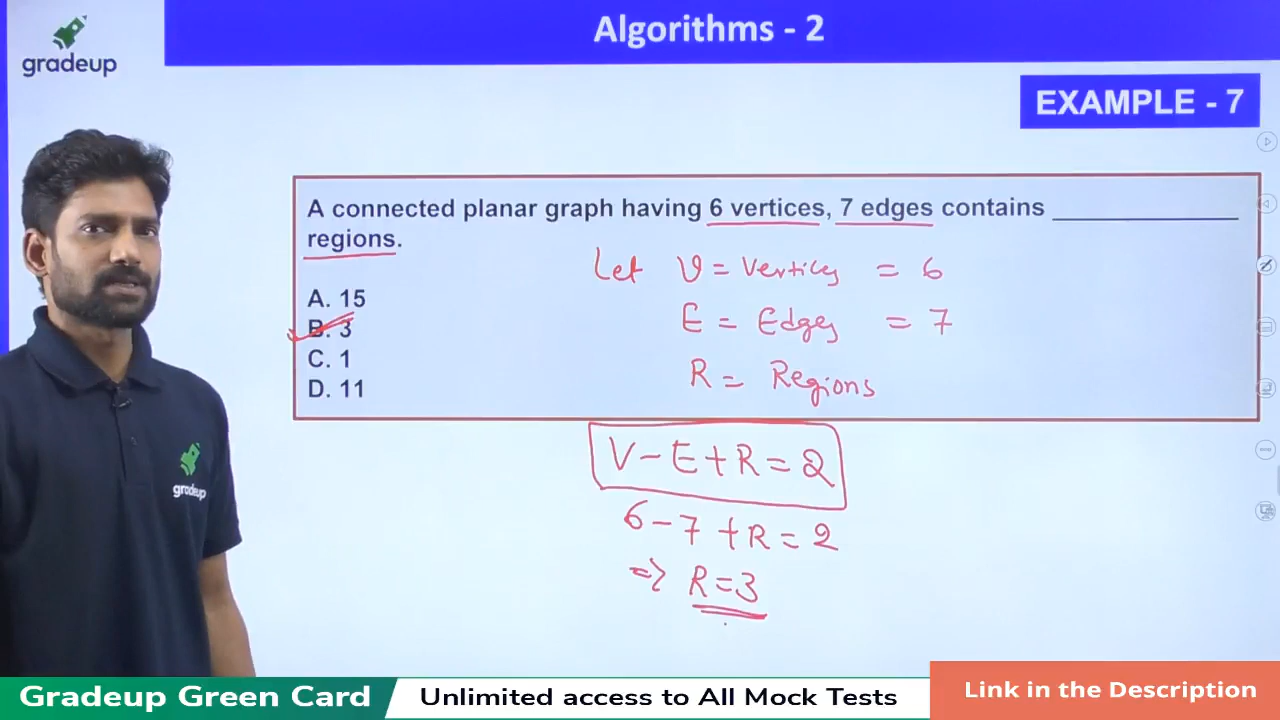 Algorithms - 2
gradeup
EXAMPLE - 7
A connected planar graph having 6 vertices, 7 edges contains ______________
regions.
A. 15
B. 3
C. 1
D. 11
Let V = Vertices = 6
E = Edges = 7
R = Regions
V - E + R = 2
6 - 7 + R = 2
=> R = 3
gradeup
Gradeup Green Card
Unlimited access to All Mock Tests
Link in the Description